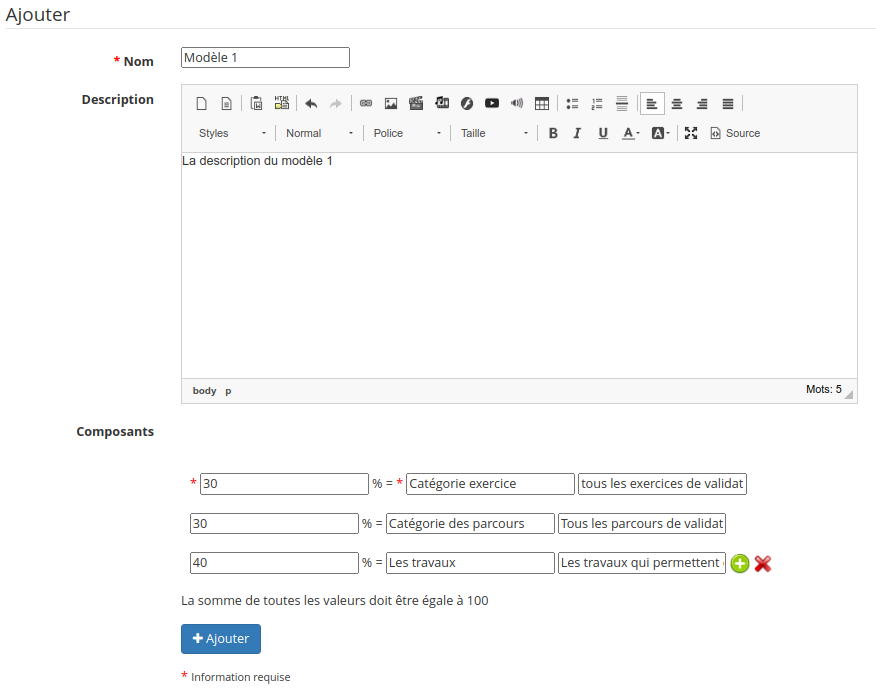 Ajouter
* Nom
Modèle 1
Description
HTML
Styles Normal Police Taille B I U A A Source
La description du modèle 1
body p
Mots: 5
Composants
* 30 % = * Catégorie exercice tous les exercices de validat
30 % = Catégorie des parcours Tous les parcours de validat
40 % = Les travaux Les travaux qui permettent
La somme de toutes les valeurs doit être égale à 100
+ Ajouter
* Information requise